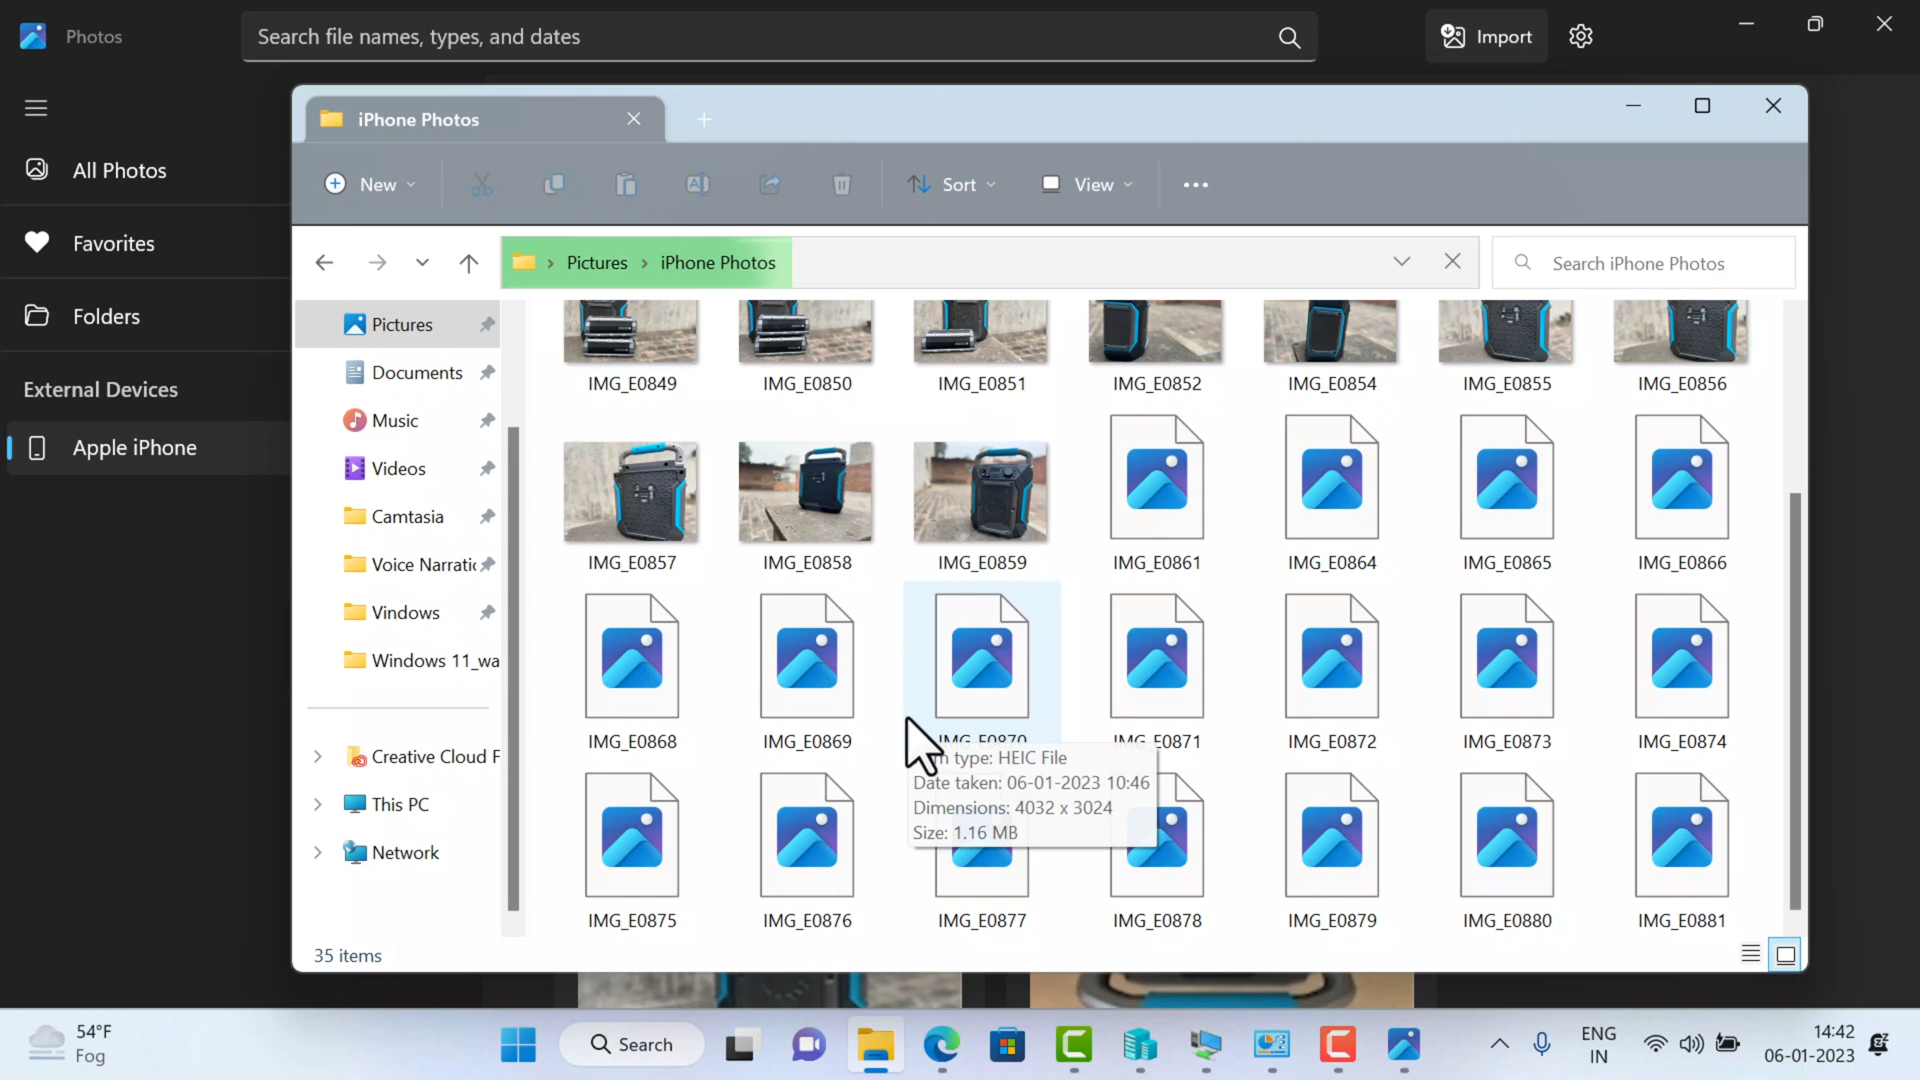 Photos
Search file names, types, and dates
Import
All Photos
Favorites
Folders
External Devices
Apple iPhone
iPhone Photos
New
Sort
View
Pictures
iPhone Photos
Search iPhone Photos
Pictures
Documents
Music
Videos
Camtasia
Voice Narratic
Vindows
Windows 11_wa
Creative Cloud F
This PC
Network
IMG_E0849 IMG_E0850 IMG_E0851 IMG_E0852 IMG_E0854 IMG_E0855 IMG_E0856
IMG_E0857 IMG_E0858 IMG_E0859 IMG_E0861 IMG_E0864 IMG_E0865 IMG_E0866
IMG_E0868 IMG_E0869 IMG_E0870 IMG_E0871 IMG_E0872 IMG_E0873 IMG_E0874
type: HEIC File
Date taken: 06-01-2023 10:46
Dimensions: 4032 x 3024
Size: 1.16 MB
IMG_E0875 IMG_E0876 IMG_E0877 IMG_E0878 IMG_E0879 IMG_E0880 IMG_E0881
35 items
54°F
Fog
Search
ENG
IN
14:42
06-01-2023